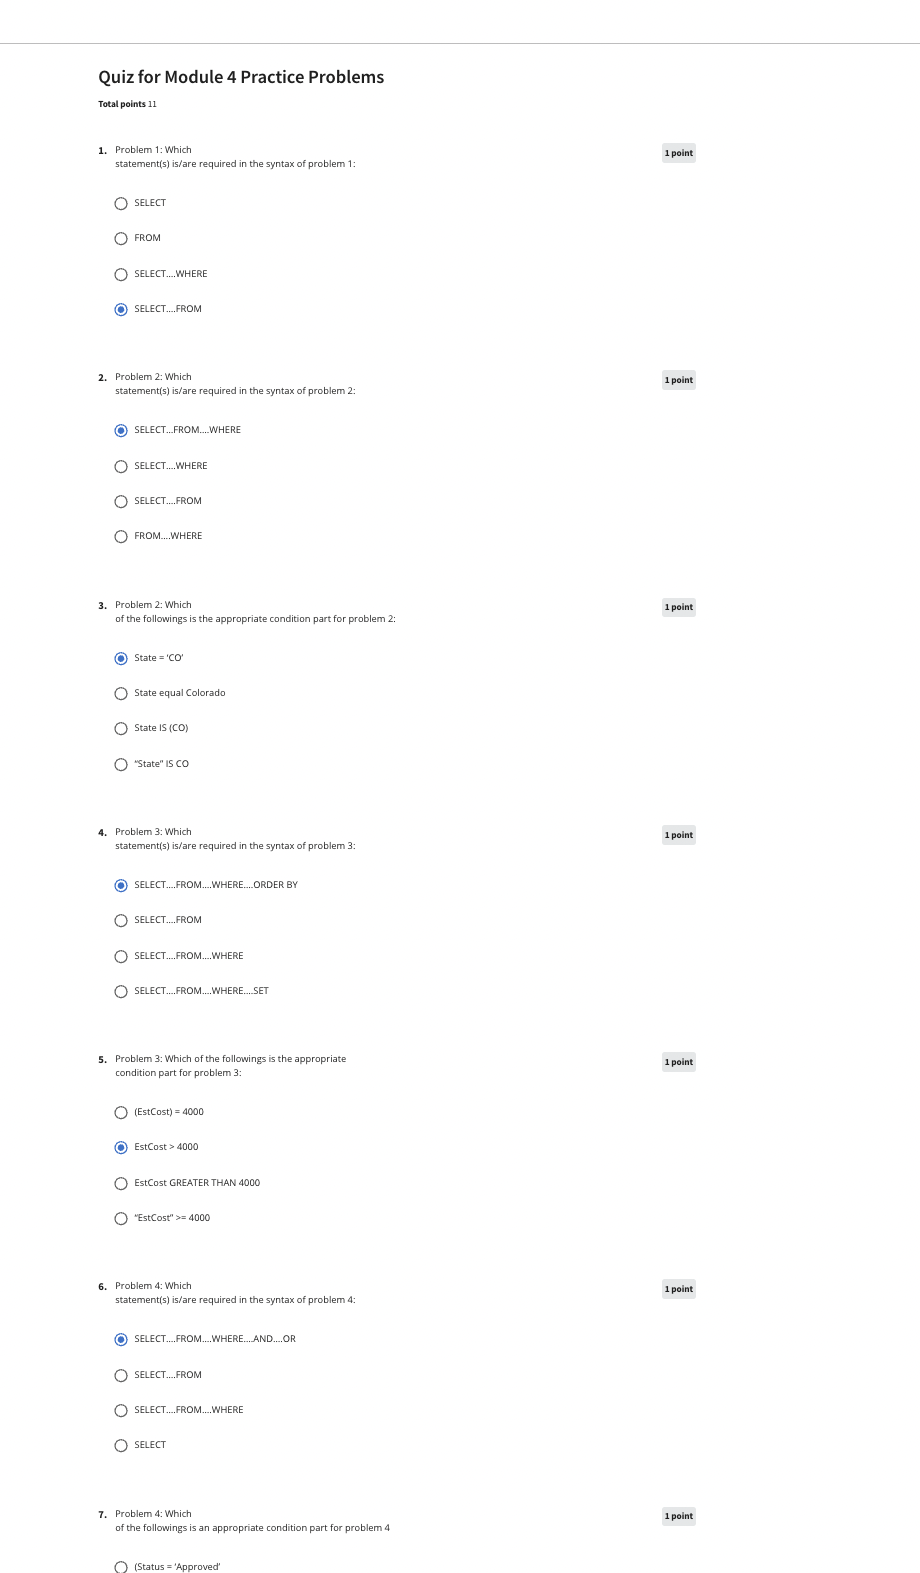 Quiz for Module 4 Practice Problems
Total points 11
1. Problem 1: Which
statement(s) is/are required in the syntax of problem 1:
1 point
SELECT
FROM
SELECT....WHERE
SELECT....FROM
2. Problem 2: Which
statement(s) is/are required in the syntax of problem 2:
1 point
SELECT...FROM....WHERE
SELECT....WHERE
SELECT....FROM
FROM....WHERE
3. Problem 2: Which
of the followings is the appropriate condition part for problem 2:
1 point
State = ‘CO’
State equal Colorado
State IS (CO)
“State” IS CO
4. Problem 3: Which
statement(s) is/are required in the syntax of problem 3:
1 point
SELECT....FROM....WHERE....ORDER BY
SELECT....FROM
SELECT....FROM....WHERE
SELECT....FROM....WHERE....SET
5. Problem 3: Which of the followings is the appropriate
condition part for problem 3:
1 point
(EstCost) = 4000
EstCost > 4000
EstCost GREATER THAN 4000
“EstCost” >= 4000
6. Problem 4: Which
statement(s) is/are required in the syntax of problem 4:
1 point
SELECT....FROM....WHERE....AND....OR
SELECT....FROM
SELECT....FROM....WHERE
SELECT
7. Problem 4: Which
of the followings is an appropriate condition part for problem 4
1 point
(Status = ‘Approved’